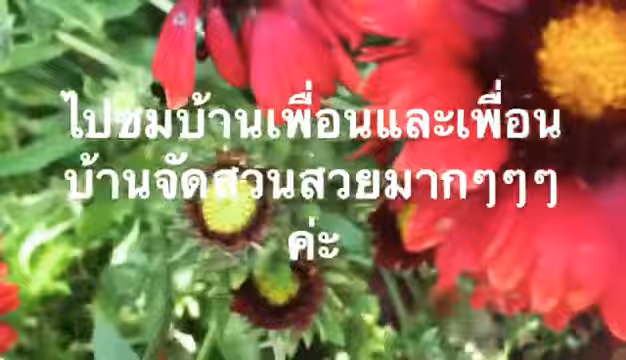 ไปชมบ้านเพื่อนและเพื่อน
บ้านจัดสวนสวยมากๆๆๆ
ค่ะ